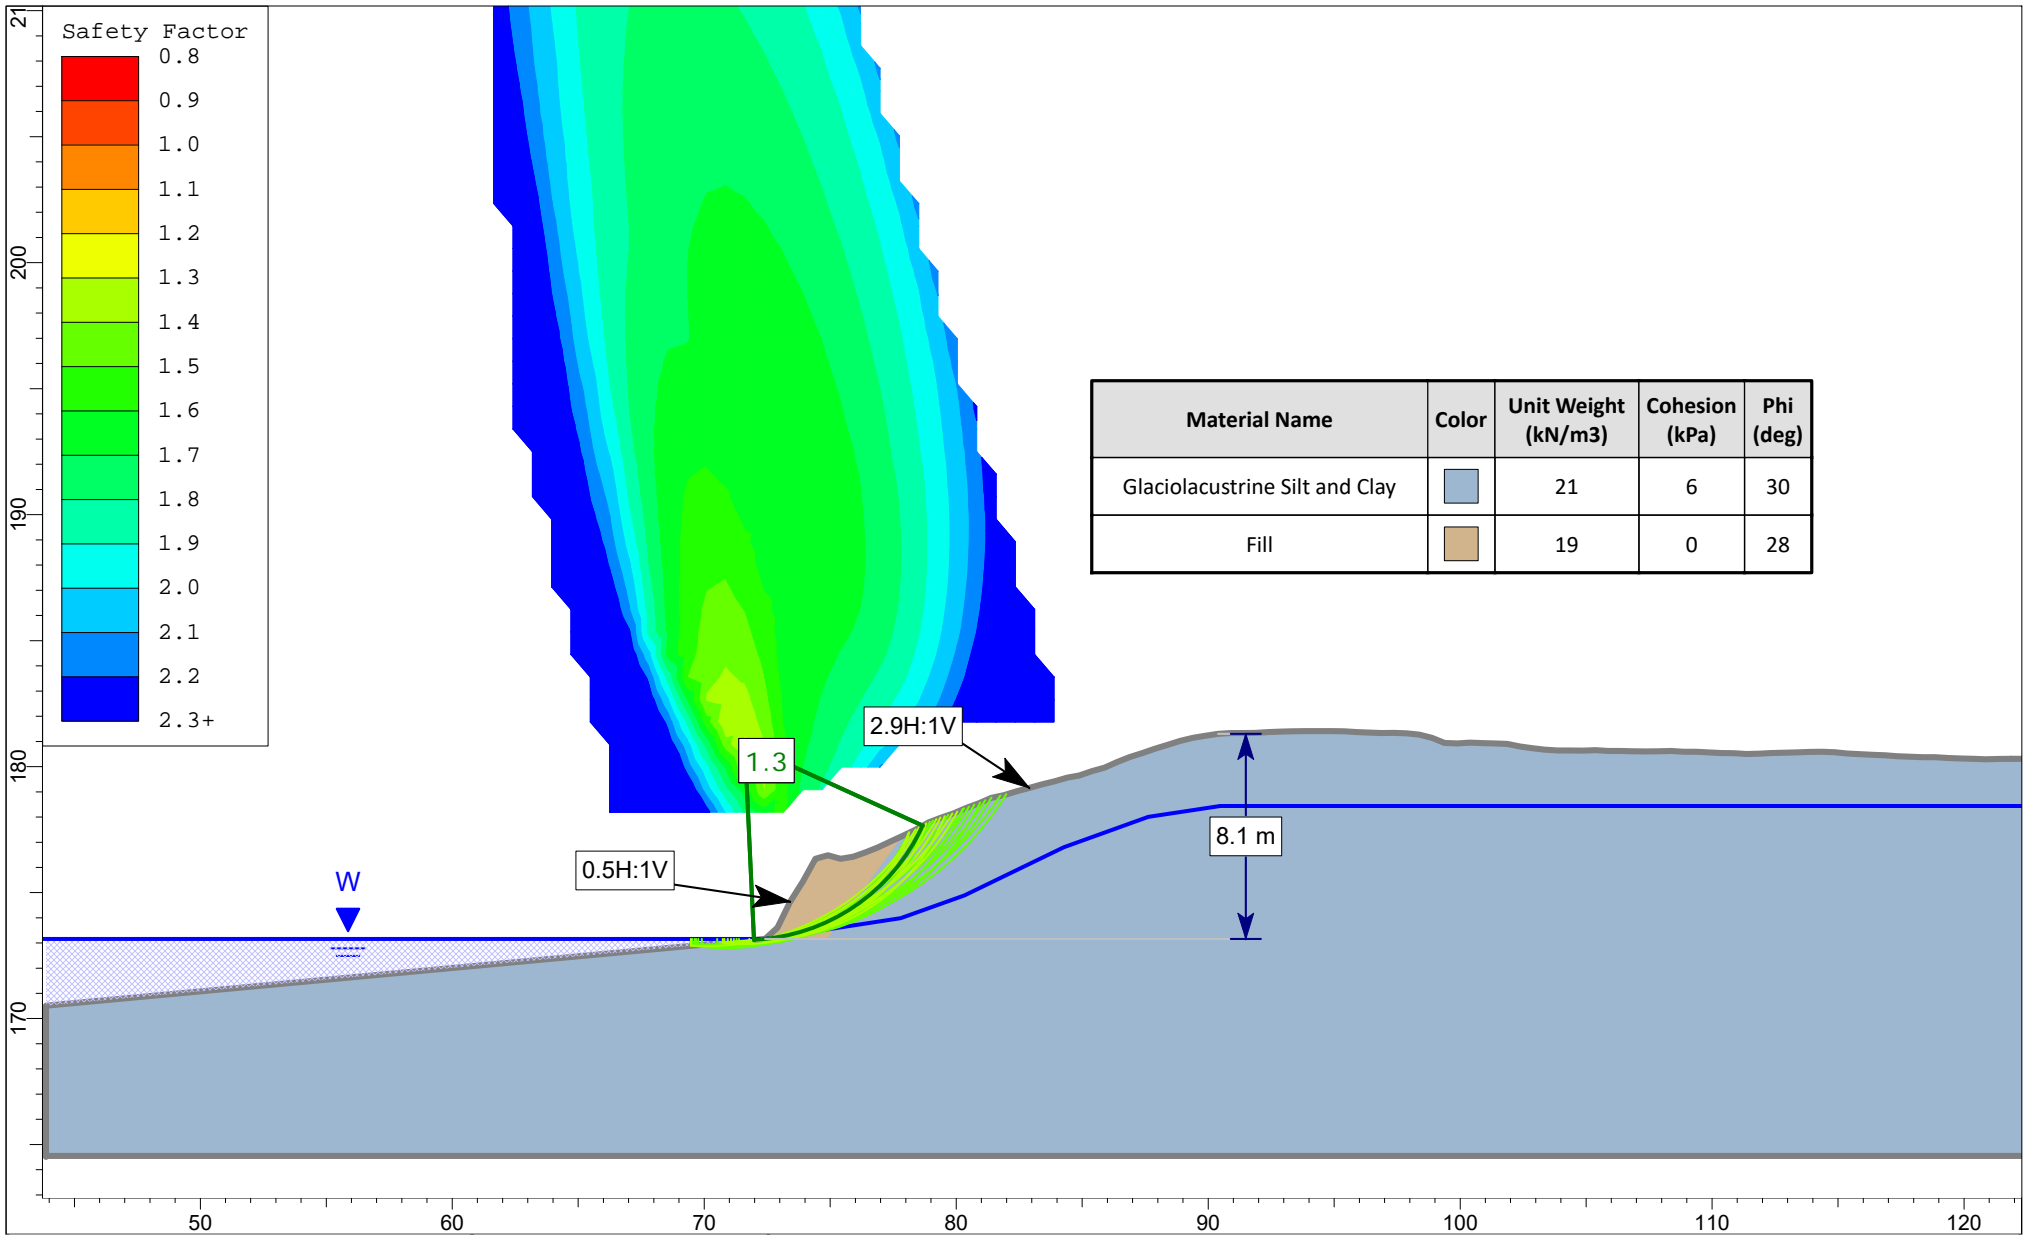 Safety Factor
0.8
0.9
1.0
1.1
1.2
1.3
1.4
1.5
1.6
1.7
1.8
1.9
2.0
2.1
2.2
2.3+
21
200
190
180
170
Material Name Color Unit Weight (kN/m3) Cohesion (kPa) Phi (deg)
Glaciolacustrine Silt and Clay 21 6 30
Fill 19 0 28
2.9H:1V
1.3
8.1 m
0.5H:1V
W
50 60 70 80 90 100 110 120